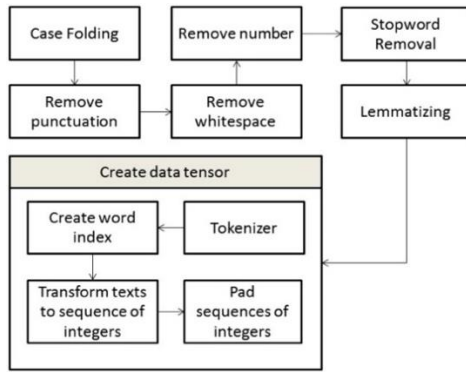 Case Folding
Remove
punctuation
Remove
whitespace
Remove number
Stopword
Removal
Lemmatizing
Create data tensor
Tokenizer
Create word
index
Transform texts
to sequence of
integers
Pad
sequences of
integers